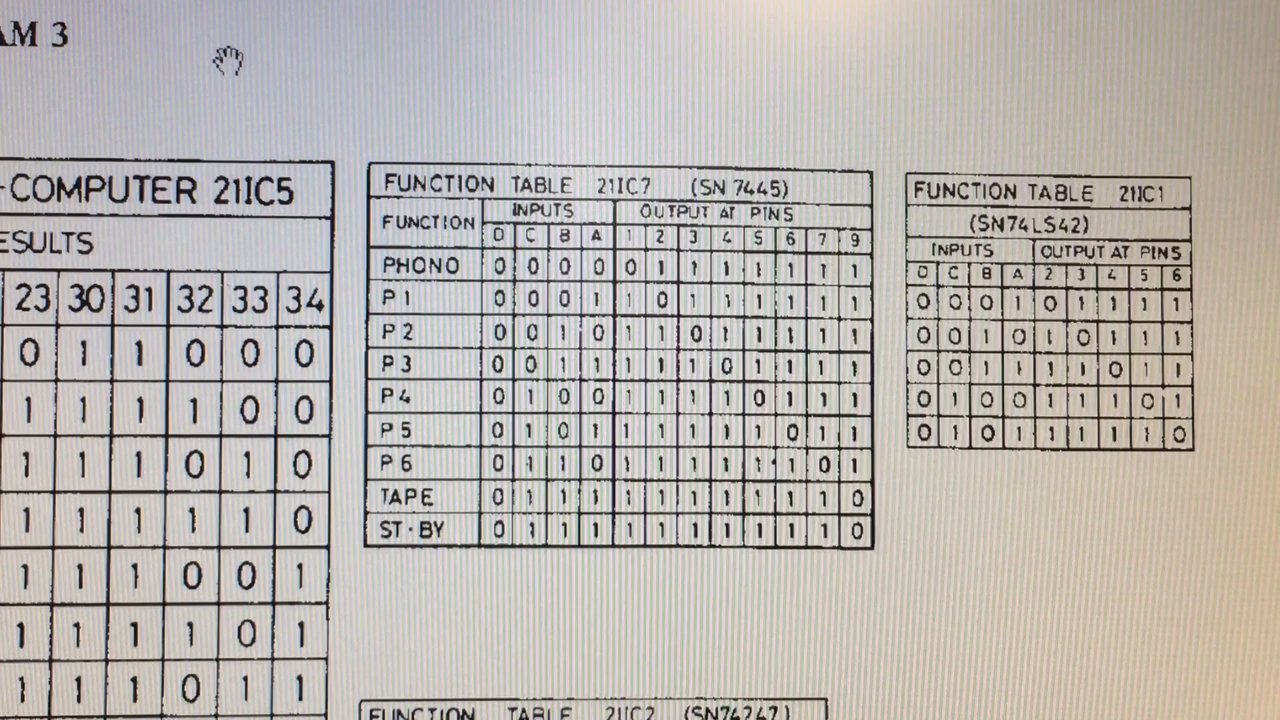 AM 3
-COMPUTER 21IC5
ESULTS
23 30 31 32 33 34
0 1 1 0 0 0
1 1 1 1 0 0
1 1 1 0 1 0
1 1 1 1 1 0
1 1 1 0 0 1
1 1 1 1 0 1
1 1 1 0 1 1
FUNCTION TABLE 21IC7 (SN 7445)
FUNCTION INPUTS OUTPUT AT PINS
D C B A 1 2 3 4 5 6 7 9
PHONO 0 0 0 0 0 1 1 1 1 1 1 1
P1 0 0 0 1 1 0 1 1 1 1 1 1
P2 0 0 1 0 1 1 0 1 1 1 1 1
P3 0 0 1 1 1 1 1 0 1 1 1 1
P4 0 1 0 0 1 1 1 1 0 1 1 1
P5 0 1 0 1 1 1 1 1 1 0 1 1
P6 0 1 1 0 1 1 1 1 1 1 0 1
TAPE 0 1 1 1 1 1 1 1 1 1 1 0
ST·BY 0 1 1 1 1 1 1 1 1 1 1 0
FUNCTION TABLE 21IC1
(SN74LS42)
INPUTS OUTPUT AT PINS
D C B A 2 3 4 5 6
0 0 0 1 0 1 1 1 1
0 0 1 0 1 0 1 1 1
0 0 1 1 1 1 0 1 1
0 1 0 0 1 1 1 0 1
0 1 0 1 1 1 1 1 0
FUNCTION TABLE 21IC2 (SN74247)